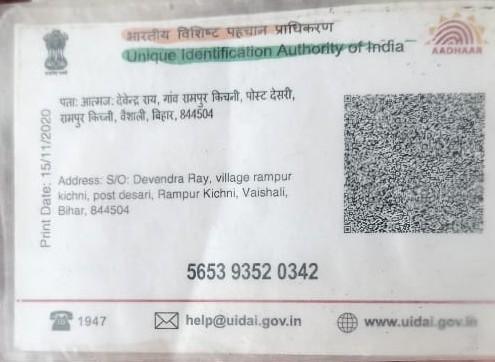 भारतीय विशिष्ट पहचान प्राधिकरण
Unique Identification Authority of India
AADHAAR
Print Date: 15/11/2020
पता: आत्मज: देवेन्द्र राय, गांव रामपुर किचनी, पोस्ट देसरी,
रामपुर किच्नी, वैशाली, बिहार, 844504
Address: S/O: Devendra Ray, village rampur
kichni, post desari, Rampur Kichni, Vaishali,
Bihar, 844504
5653 9352 0342
1947
help@uidai.gov.in
www.uidai.gov.in